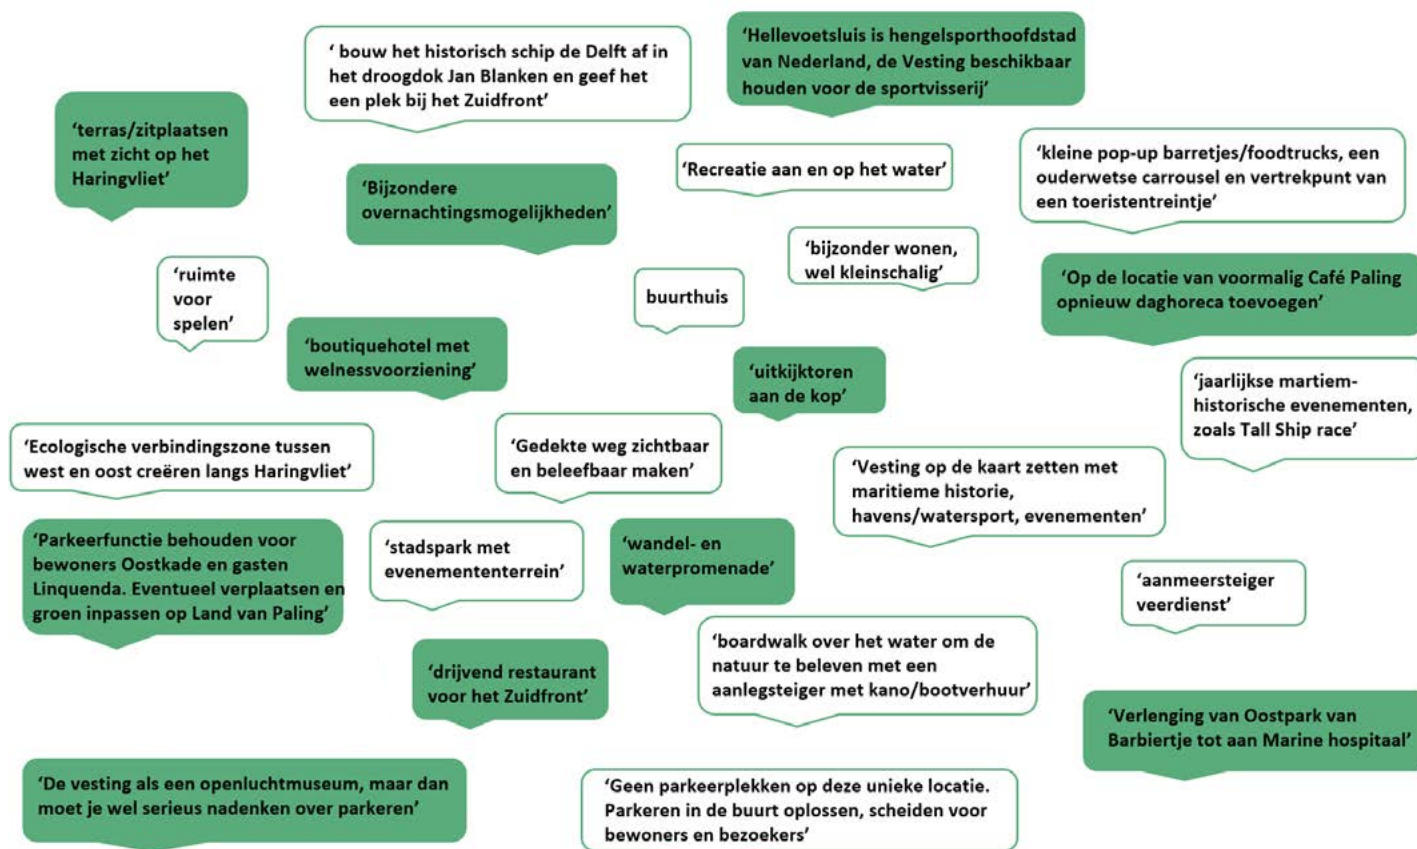 ‘ bouw het historisch schip de Delft af in
het droogdok Jan Blanken en geef het
een plek bij het Zuidfront’
‘Hellevoetsluis is hengelsporthoofdstad
van Nederland, de Vesting beschikbaar
houden voor de sportvisserij’
‘terras/zitplaatsen
met zicht op het
Haringvliet’
‘Bijzondere
overnachtingsmogelijkheden’
‘Recreatie aan en op het water’
‘kleine pop-up barretjes/foodtrucks, een
ouderwetse carrousel en vertrekpunt van
een toeristentreintje’
‘ruimte
voor
spelen’
‘bijzonder wonen,
wel kleinschalig’
buurthuis
‘Op de locatie van voormalig Café Paling
opnieuw daghoreca toevoegen’
‘boutiquehotel met
welnessvoorziening’
‘uitkijktoren
aan de kop’
‘jaarlijkse martiem-
historische evenementen,
zoals Tall Ship race’
‘Ecologische verbindingszone tussen
west en oost creëren langs Haringvliet’
‘Gedekte weg zichtbaar
en beleefbaar maken’
‘Vesting op de kaart zetten met
maritieme historie,
havens/watersport, evenementen’
‘Parkeerfunctie behouden voor
bewoners Oostkade en gasten
Linquenda. Eventueel verplaatsen en
groen inpassen op Land van Paling’
‘stadspark met
evenemententerrein’
‘wandel- en
waterpromenade’
‘aanmeersteiger
veerdienst’
‘drijvend restaurant
voor het Zuidfront’
‘boardwalk over het water om de
natuur te beleven met een
aanlegsteiger met kano/bootverhuur’
‘Verlenging van Oostpark van
Barbiertje tot aan Marine hospitaal’
‘De vesting als een openluchtmuseum, maar dan
moet je wel serieus nadenken over parkeren’
‘Geen parkeerplekken op deze unieke locatie.
Parkeren in de buurt oplossen, scheiden voor
bewoners en bezoekers’